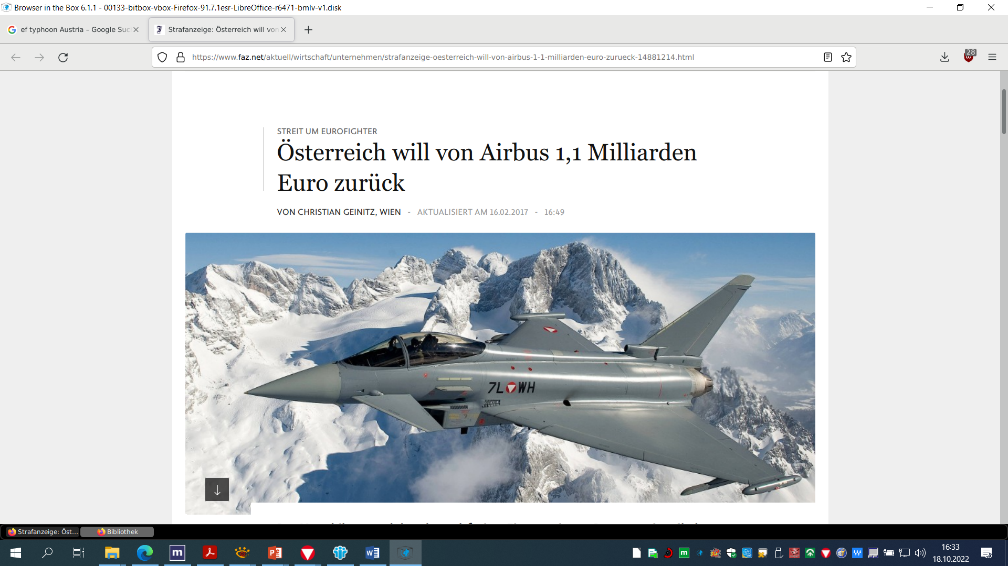 Browser in the Box 6.1.1 - 00133-bitbox-vbox-Firefox-91.7.1esr-LibreOffice-r6471-bmlv-v1.disk
ef typhoon Austria – Google Suc
Strafanzeige: Österreich will von
https://www.faz.net/aktuell/wirtschaft/unternehmen/strafanzeige-oesterreich-will-von-airbus-1-1-milliarden-euro-zurueck-14881214.html
20
STREIT UM EUROFIGHTER
Österreich will von Airbus 1,1 Milliarden
Euro zurück
VON CHRISTIAN GEINITZ, WIEN - AKTUALISIERT AM 16.02.2017 - 16:49
7L WH
Strafanzeige: Öst...
Bibliothek
16:33
18.10.2022